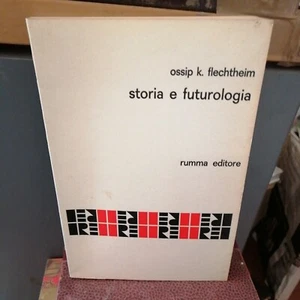 ossip k. flechtheim
storia e futurologia
rumma editore